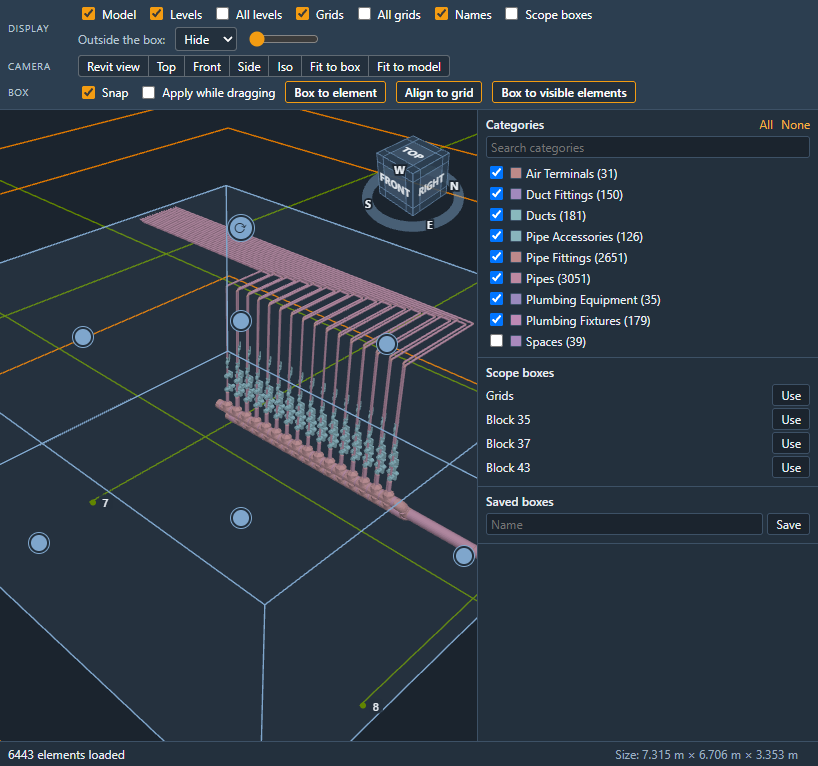 DISPLAY
Model Levels All levels Grids All grids Names Scope boxes
Outside the box: Hide
CAMERA
Revit view Top Front Side Iso Fit to box Fit to model
BOX
Snap Apply while dragging Box to element Align to grid Box to visible elements
TOP
W
FRONT
RIGHT
N
S
E
7
8
Categories All None
Search categories
Air Terminals (31)
Duct Fittings (150)
Ducts (181)
Pipe Accessories (126)
Pipe Fittings (2651)
Pipes (3051)
Plumbing Equipment (35)
Plumbing Fixtures (179)
Spaces (39)
Scope boxes
Grids Use
Block 35 Use
Block 37 Use
Block 43 Use
Saved boxes
Name Save
6443 elements loaded
Size: 7.315 m × 6.706 m × 3.353 m